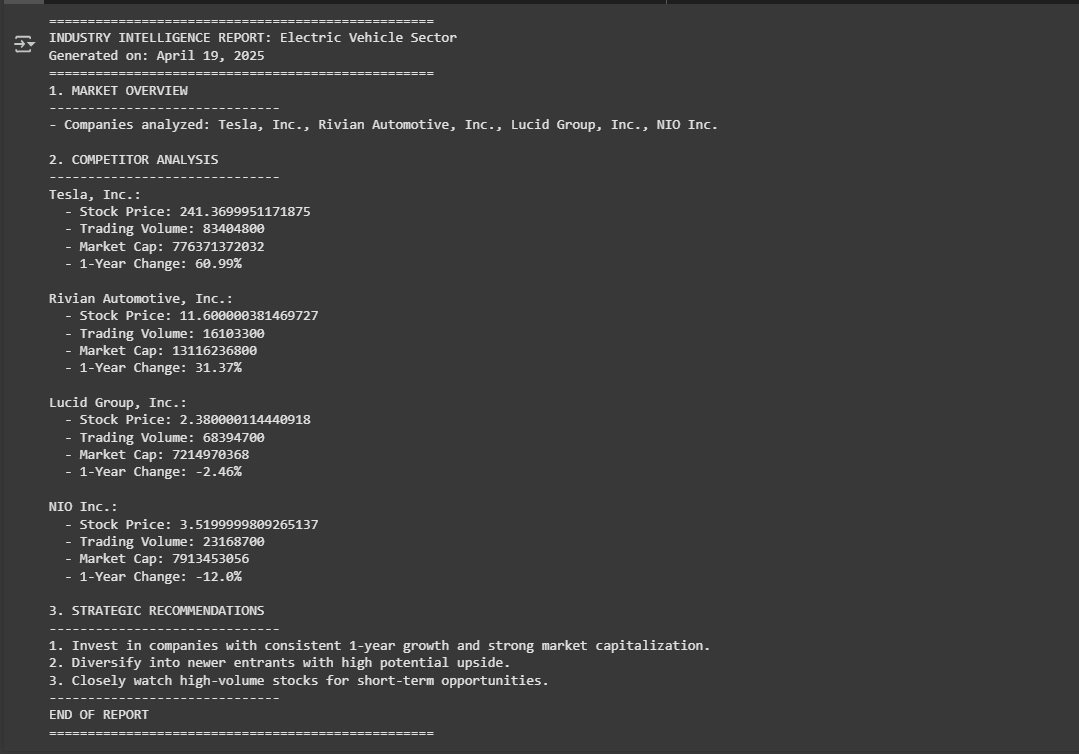 ==================================================
INDUSTRY INTELLIGENCE REPORT: Electric Vehicle Sector
Generated on: April 19, 2025
==================================================
1. MARKET OVERVIEW
------------------------------
- Companies analyzed: Tesla, Inc., Rivian Automotive, Inc., Lucid Group, Inc., NIO Inc.
2. COMPETITOR ANALYSIS
------------------------------
Tesla, Inc.:
- Stock Price: 241.3699951171875
- Trading Volume: 83404800
- Market Cap: 776371372032
- 1-Year Change: 60.99%
Rivian Automotive, Inc.:
- Stock Price: 11.600000381469727
- Trading Volume: 16103300
- Market Cap: 13116236800
- 1-Year Change: 31.37%
Lucid Group, Inc.:
- Stock Price: 2.380000114440918
- Trading Volume: 68394700
- Market Cap: 7214970368
- 1-Year Change: -2.46%
NIO Inc.:
- Stock Price: 3.5199999809265137
- Trading Volume: 23168700
- Market Cap: 7913453056
- 1-Year Change: -12.0%
3. STRATEGIC RECOMMENDATIONS
------------------------------
1. Invest in companies with consistent 1-year growth and strong market capitalization.
2. Diversify into newer entrants with high potential upside.
3. Closely watch high-volume stocks for short-term opportunities.
------------------------------
END OF REPORT
==================================================